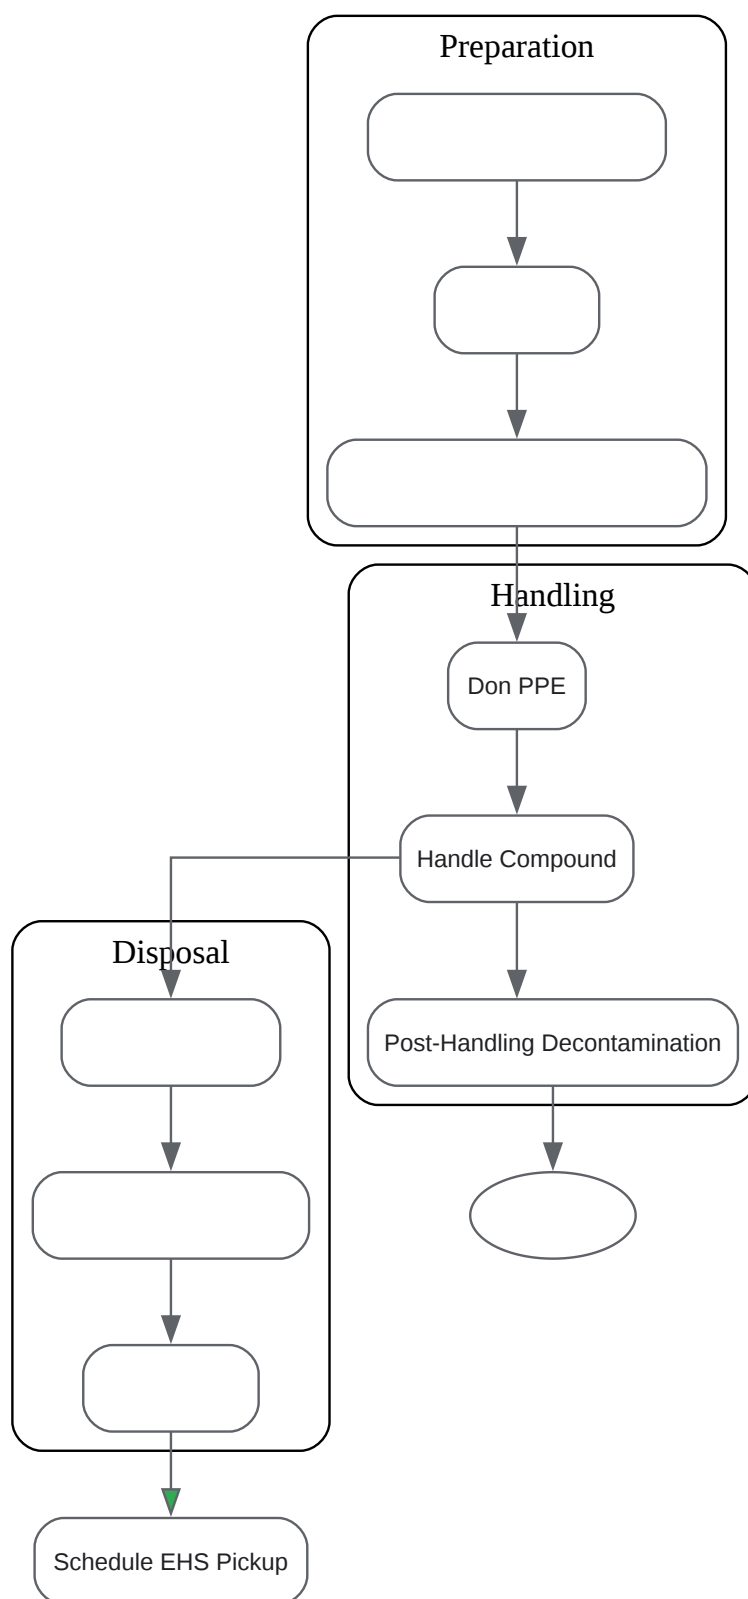 Preparation
Handling
Don PPE
Handle Compound
Disposal
Post-Handling Decontamination
Schedule EHS Pickup